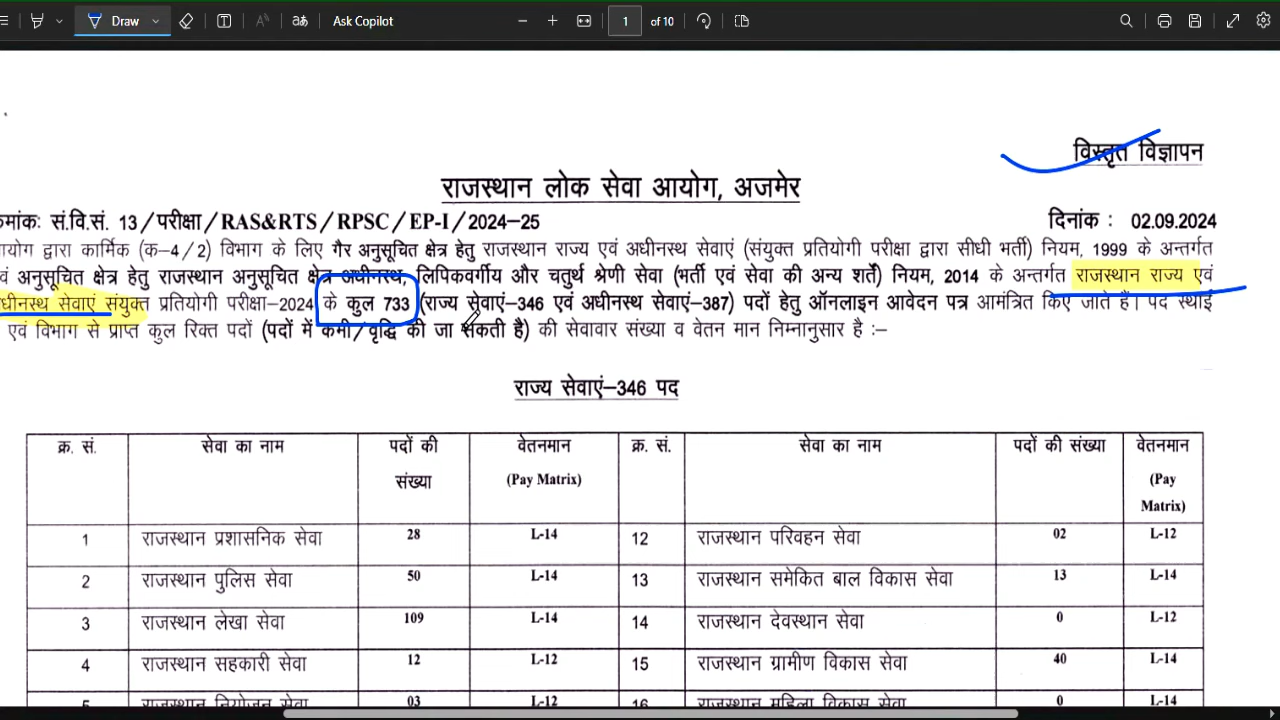 Draw
Ask Copilot
1 of 10
विस्तृत विज्ञापन
राजस्थान लोक सेवा आयोग, अजमेर
मांकः सं.वि.सं. 13/परीक्षा/RAS&RTS/RPSC/EP-I/2024-25 दिनांक : 02.09.2024
योग द्वारा कार्मिक (क-4/2) विभाग के लिए गैर अनुसूचित क्षेत्र हेतु राजस्थान राज्य एवं अधीनस्थ सेवाएं (संयुक्त प्रतियोगी परीक्षा द्वारा सीधी भर्ती) नियम, 1999 के अन्तर्गत
वं अनुसूचित क्षेत्र हेतु राजस्थान अनुसूचित क्षेत्र अधीनस्थ, लिपिकवर्गीय और चतुर्थ श्रेणी सेवा (भर्ती एवं सेवा की अन्य शर्तें) नियम, 2014 के अन्तर्गत राजस्थान राज्य एवं
धीनस्थ सेवाएं संयुक्त प्रतियोगी परीक्षा-2024 के कुल 733 (राज्य सेवाएं-346 एवं अधीनस्थ सेवाएं-387) पदों हेतु ऑनलाइन आवेदन पत्र आमंत्रित किए जाते हैं। पद स्थाई
एवं विभाग से प्राप्त कुल रिक्त पदों (पदों में कमी/वृद्धि की जा सकती है) की सेवावार संख्या व वेतन मान निम्नानुसार है :-
राज्य सेवाएं-346 पद
क्र. सं. सेवा का नाम पदों की संख्या वेतनमान (Pay Matrix) क्र. सं. सेवा का नाम पदों की संख्या वेतनमान (Pay Matrix)
1 राजस्थान प्रशासनिक सेवा 28 L-14 12 राजस्थान परिवहन सेवा 02 L-12
2 राजस्थान पुलिस सेवा 50 L-14 13 राजस्थान समेकित बाल विकास सेवा 13 L-14
3 राजस्थान लेखा सेवा 109 L-14 14 राजस्थान देवस्थान सेवा 0 L-12
4 राजस्थान सहकारी सेवा 12 L-12 15 राजस्थान ग्रामीण विकास सेवा 40 L-14
5 राजस्थान नियोजन सेवा 03 L-12 16 राजस्थान महिला विकास सेवा 0 L-14